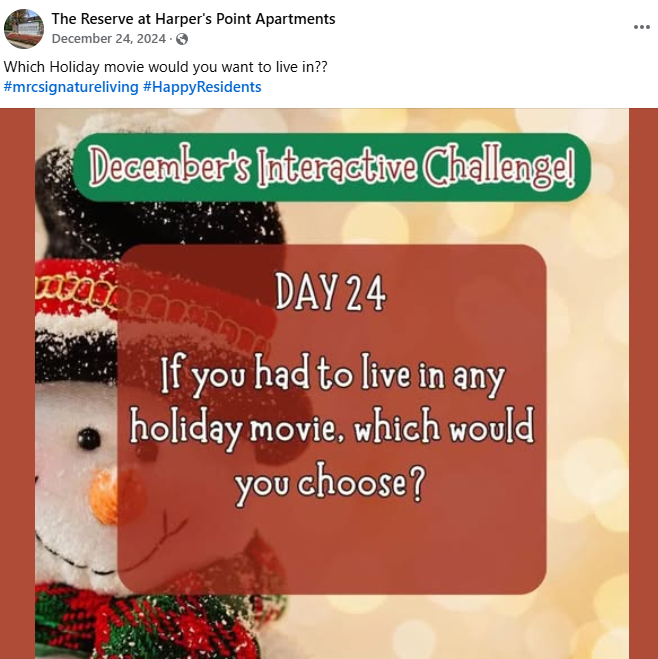 The Reserve at Harper's Point Apartments
December 24, 2024 ·
Which Holiday movie would you want to live in??
#mrcsignatureliving #HappyResidents
December's Interactive Challenge!
DAY 24
If you had to live in any
holiday movie, which would
you choose?